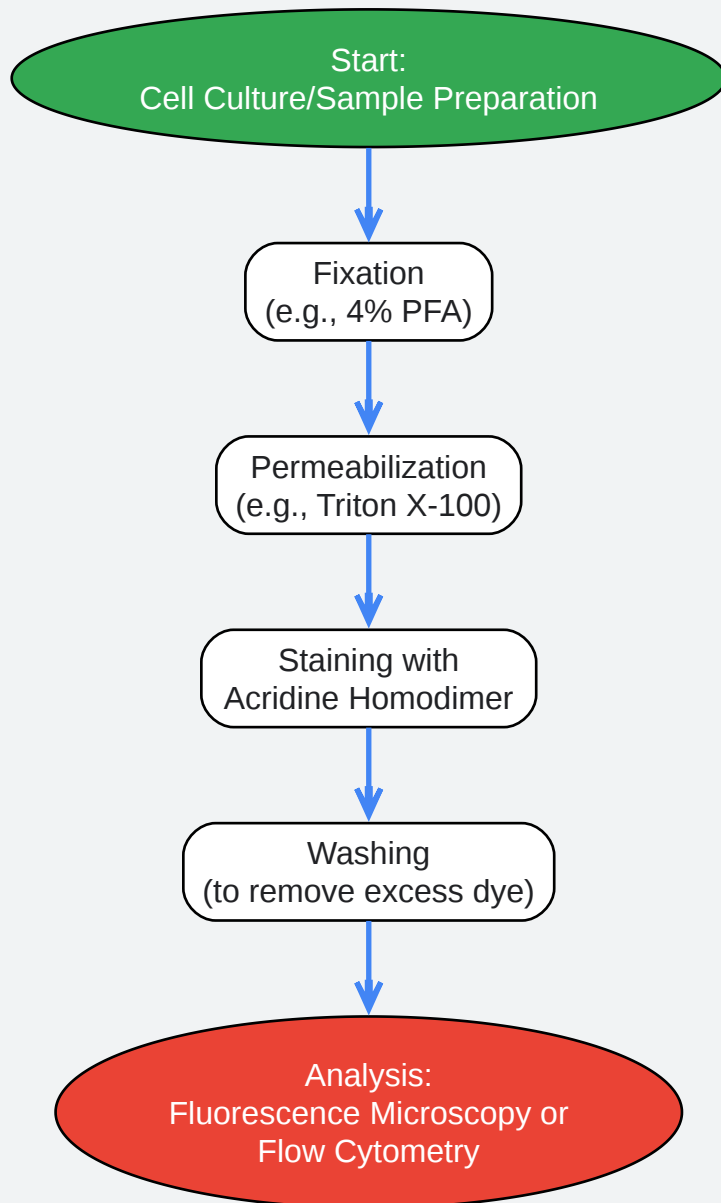 Start:
Cell Culture/Sample Preparation
Fixation
(e.g., 4% PFA)
Permeabilization
(e.g., Triton X-100)
Staining with
Acridine Homodimer
Washing
(to remove excess dye)
Analysis:
Fluorescence Microscopy or
Flow Cytometry